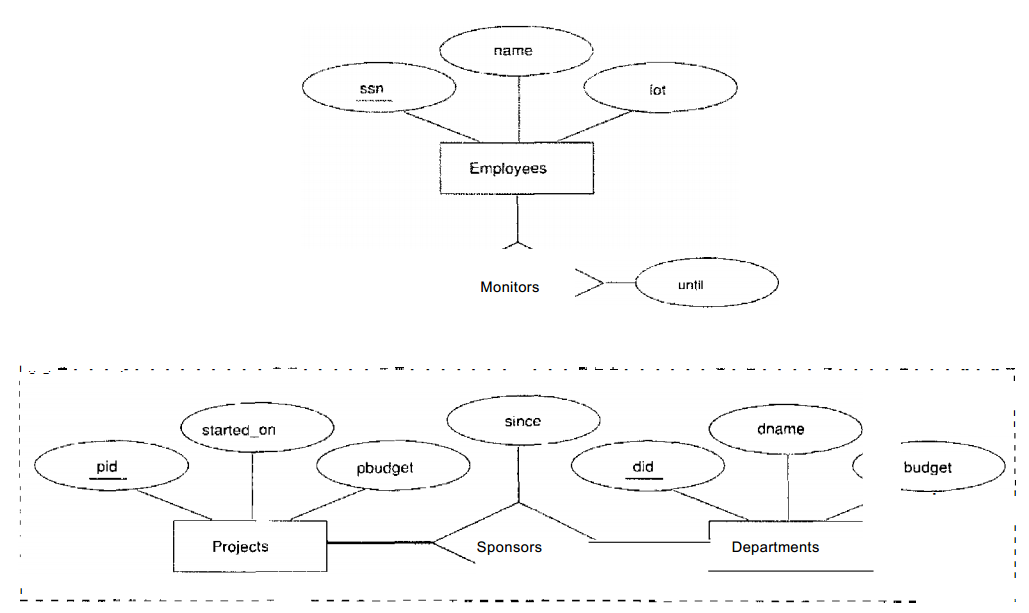 name
ssn
lot
Employees
Monitors
until
since
started_on
dname
pid
pbudget
did
budget
Projects
Sponsors
Departments